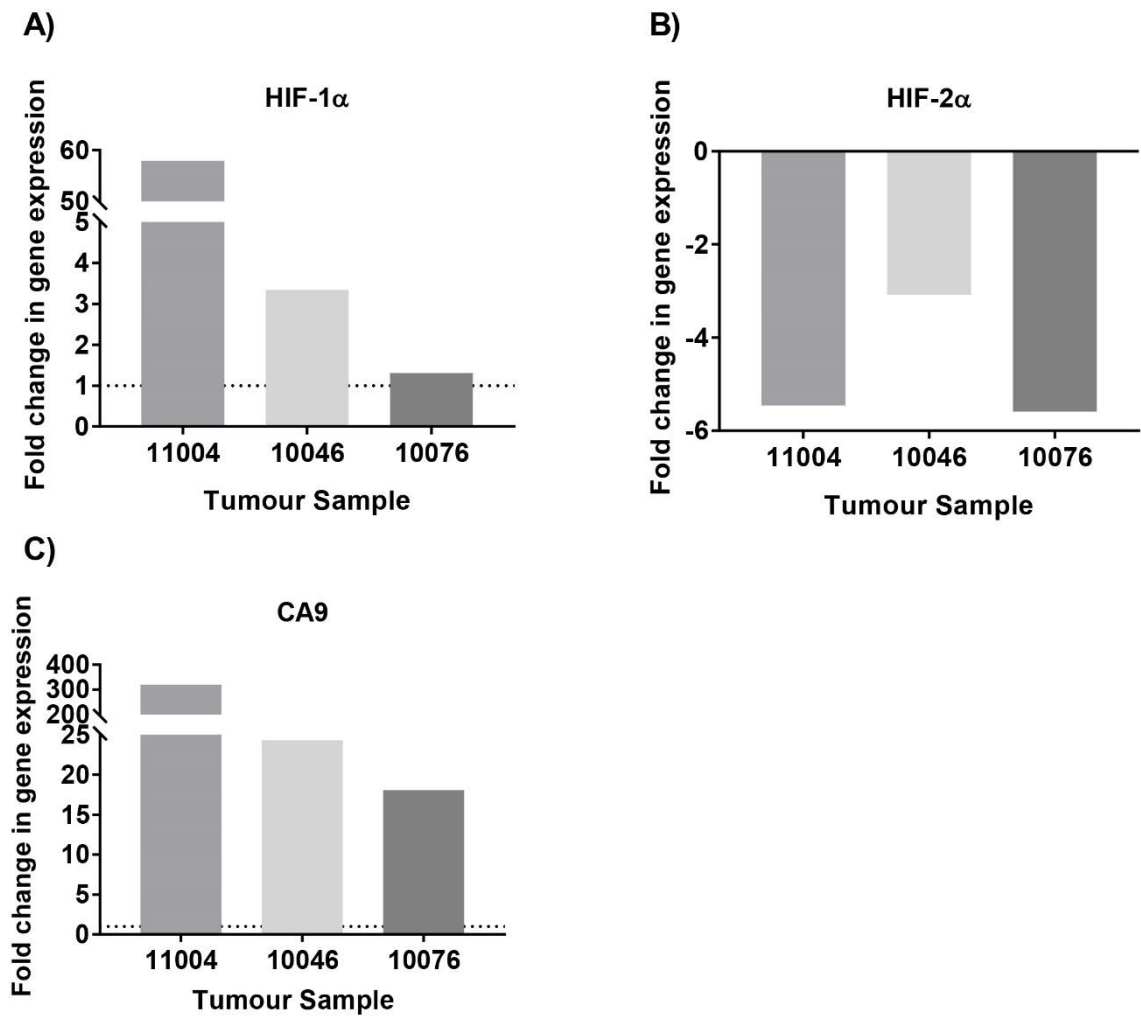 A)
HIF-1α
Fold change in gene expression
60
50
5
4
3
2
1
0
11004 10046 10076
Tumour Sample
B)
HIF-2α
Fold change in gene expression
0
-2
-4
-6
11004 10046 10076
Tumour Sample
C)
CA9
Fold change in gene expression
400
300
200
25
20
15
10
5
0
11004 10046 10076
Tumour Sample